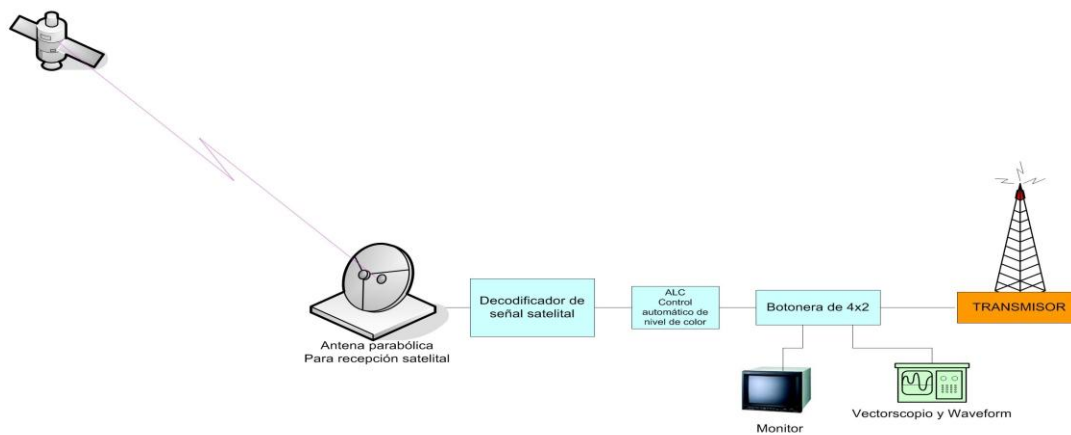 Antena parabólica
Para recepción satelital
Decodificador de
señal satelital
ALC
Control
automático de
nivel de color
Botonera de 4x2
TRANSMISOR
Monitor
Vectorscopio y Waveform